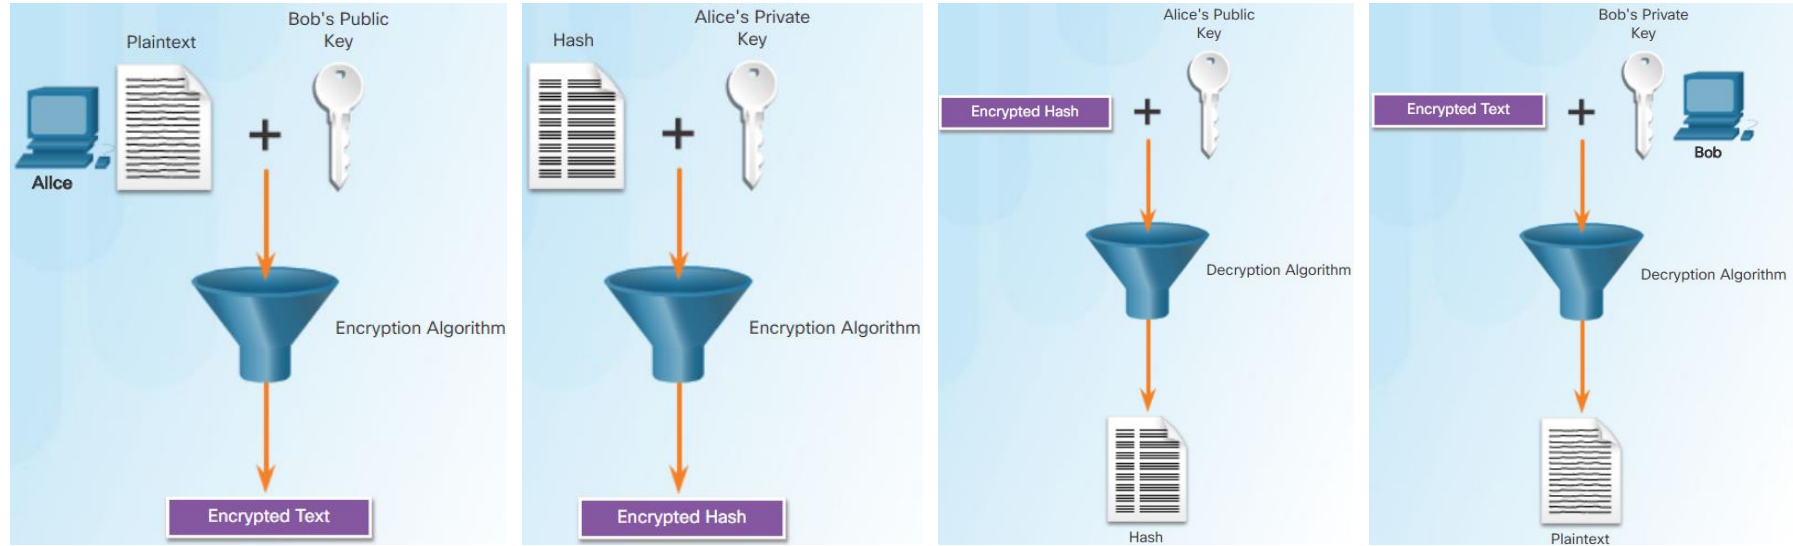 Bob's Public
Key
Plaintext
Alice
Encryption Algorithm
Encrypted Text
Alice's Private
Key
Hash
Encryption Algorithm
Encrypted Hash
Alice's Public
Key
Encrypted Hash
Decryption Algorithm
Hash
Bob's Private
Key
Encrypted Text
Bob
Decryption Algorithm
Plaintext